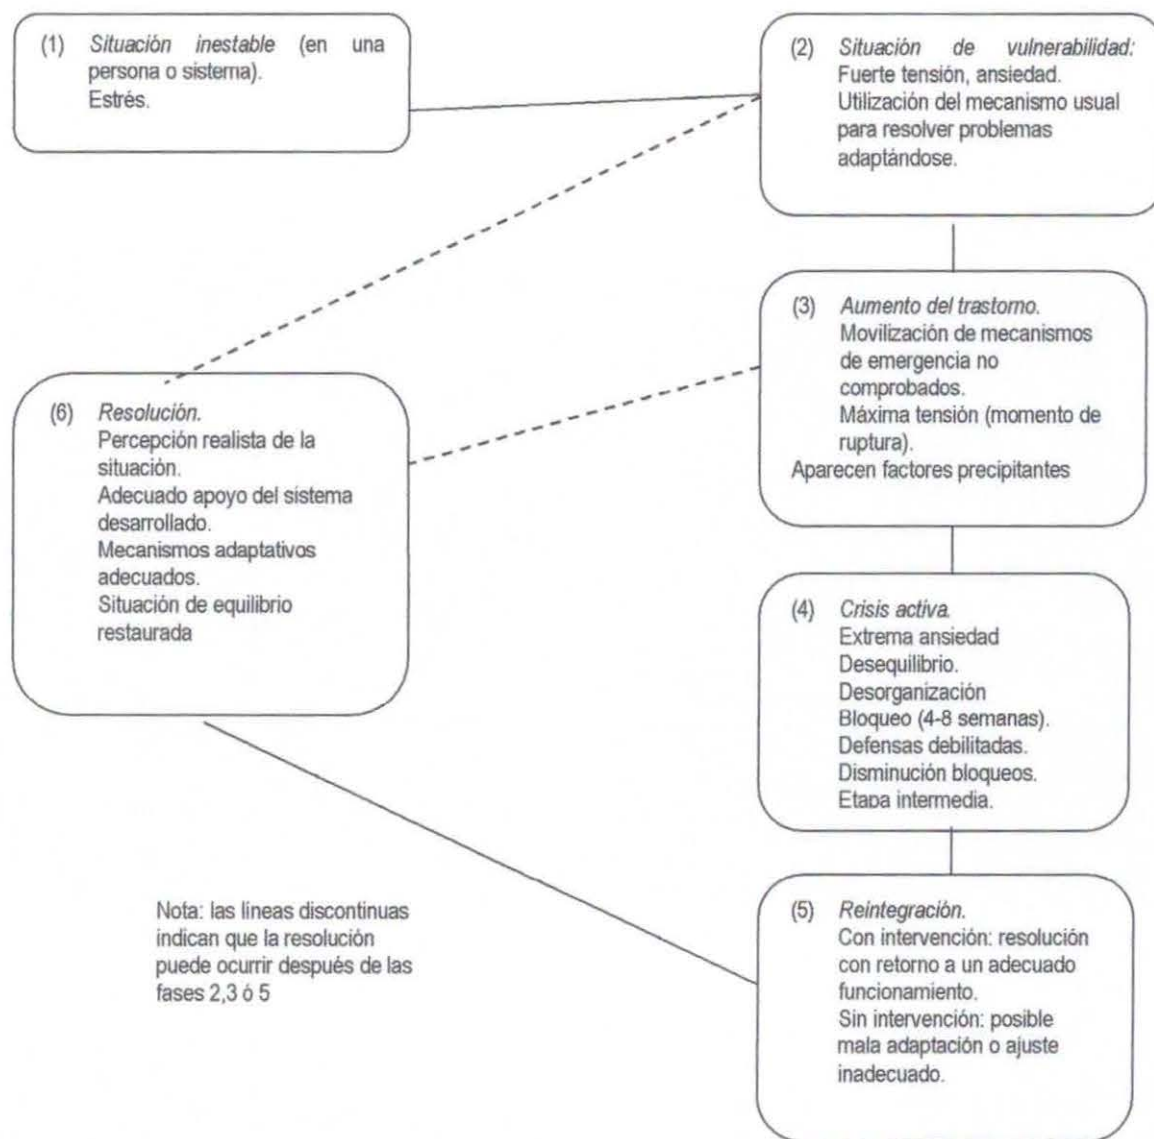 (1) Situación inestable (en una
persona o sistema).
Estrés.
(2) Situación de vulnerabilidad:
Fuerte tensión, ansiedad.
Utilización del mecanismo usual
para resolver problemas
adaptándose.
(3) Aumento del trastorno.
Movilización de mecanismos
de emergencia no
comprobados.
Máxima tensión (momento de
ruptura).
Aparecen factores precipitantes
(4) Crisis activa.
Extrema ansiedad
Desequilibrio.
Desorganización
Bloqueo (4-8 semanas).
Defensas debilitadas.
Disminución bloqueos.
Etapa intermedia.
(5) Reintegración.
Con intervención: resolución
con retorno a un adecuado
funcionamiento.
Sin intervención: posible
mala adaptación o ajuste
inadecuado.
(6) Resolución.
Percepción realista de la
situación.
Adecuado apoyo del sistema
desarrollado.
Mecanismos adaptativos
adecuados.
Situación de equilibrio
restaurada
Nota: las líneas discontinuas
indican que la resolución
puede ocurrir después de las
fases 2,3 ó 5